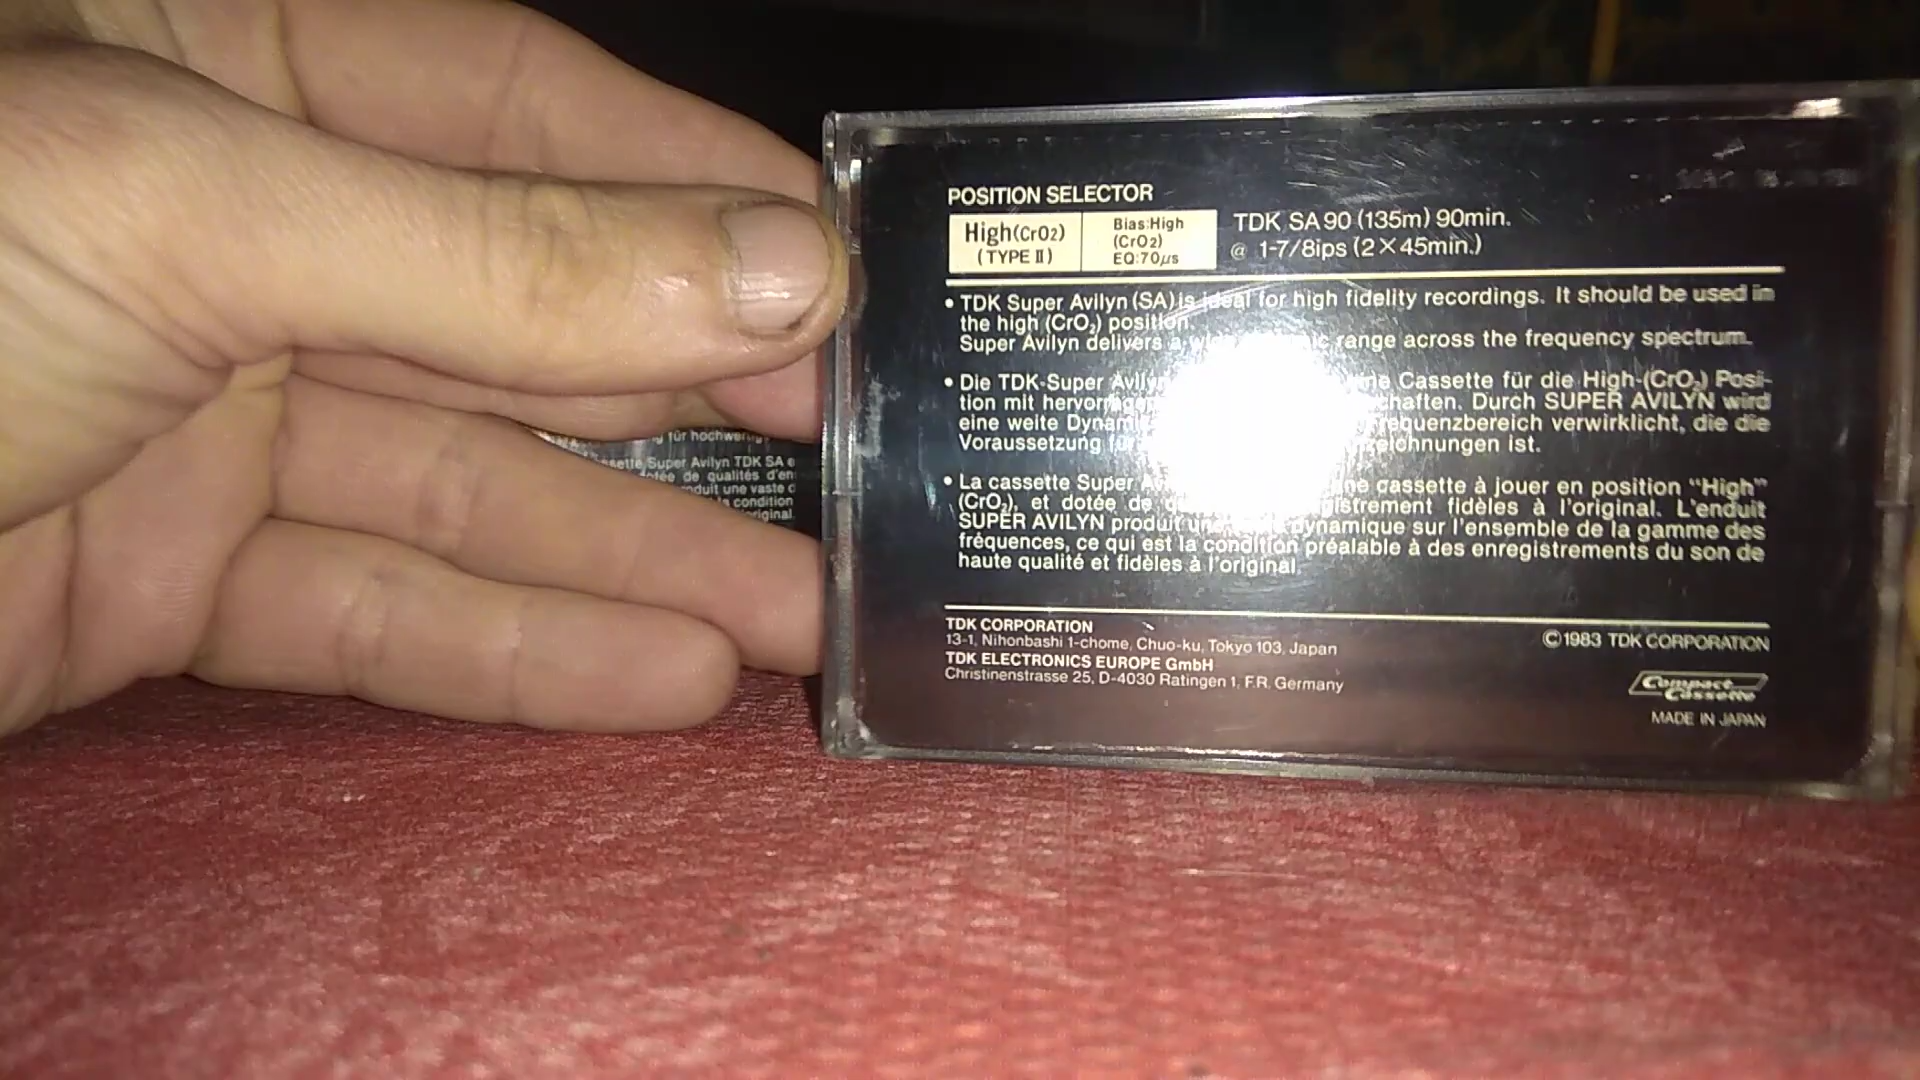 POSITION SELECTOR
High(CrO2)
(TYPE II)
Bias:High
(CrO2)
EQ:70μs
TDK SA90 (135m) 90min.
@ 1-7/8ips (2×45min.)
• TDK Super Avilyn (SA) is ideal for high fidelity recordings. It should be used in
the high (CrO₂) position.
Super Avilyn delivers a range across the frequency spectrum.
• Die TDK-Super Avilyn Cassette für die High-(CrO₂) Posi-
tion mit Durch SUPER AVILYN wird
eine weite verwirklicht, die die
Voraussetzung für ist.
• La cassette Super cassette à jouer en position "High"
(CrO₂), et dotée de fidèles à l'original. L'enduit
SUPER AVILYN produit une dynamique sur l'ensemble de la gamme des
fréquences, ce qui est la condition préalable à des enregistrements du son de
haute qualité et fidèles à l'original.
TDK CORPORATION
13-1, Nihonbashi 1-chome, Chuo-ku, Tokyo 103, Japan
TDK ELECTRONICS EUROPE GmbH
Christinenstrasse 25, D-4030 Ratingen 1, F.R. Germany
©1983 TDK CORPORATION
Compact
Cassette
MADE IN JAPAN
für
Super Avilyn TDK SA
de qualités
une vaste
condition